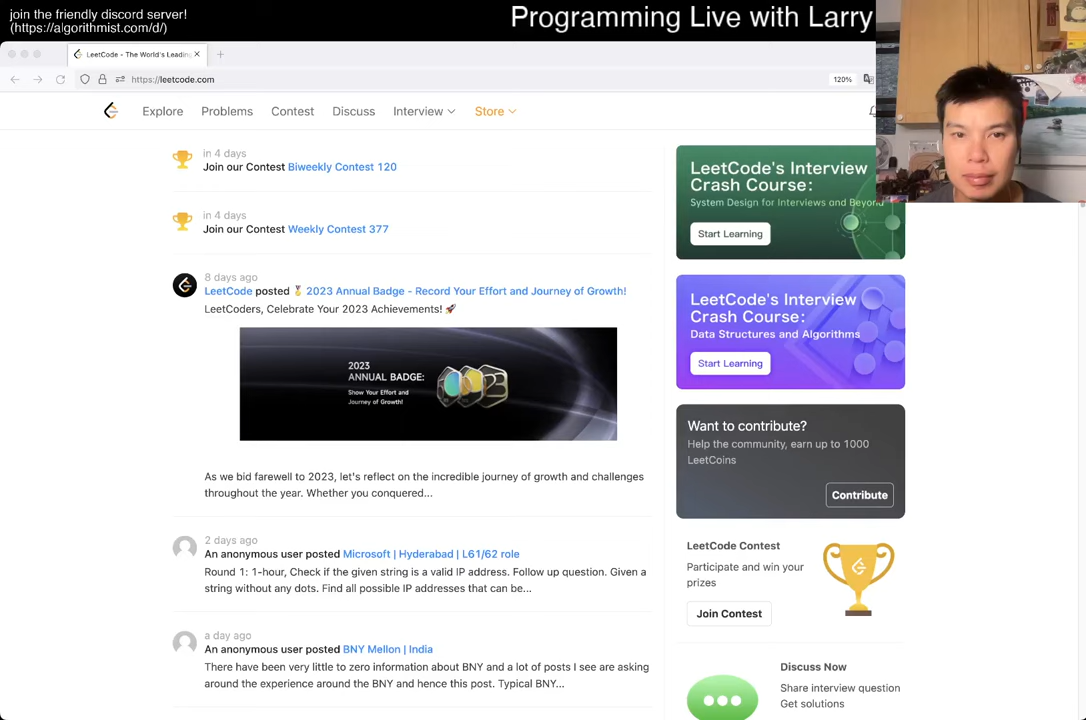 join the friendly discord server!
(https://algorithmist.com/d/)
Programming Live with Larry
LeetCode - The World's Leading
https://leetcode.com
120%
Explore
Problems
Contest
Discuss
Interview
Store
in 4 days
Join our Contest Biweekly Contest 120
in 4 days
Join our Contest Weekly Contest 377
8 days ago
LeetCode posted 🏅 2023 Annual Badge - Record Your Effort and Journey of Growth!
LeetCoders, Celebrate Your 2023 Achievements! 🚀
2023
ANNUAL BADGE:
Show Your Effort and
Journey of Growth!
As we bid farewell to 2023, let's reflect on the incredible journey of growth and challenges
throughout the year. Whether you conquered...
2 days ago
An anonymous user posted Microsoft | Hyderabad | L61/62 role
Round 1: 1-hour, Check if the given string is a valid IP address. Follow up question. Given a
string without any dots. Find all possible IP addresses that can be...
a day ago
An anonymous user posted BNY Mellon | India
There have been very little to zero information about BNY and a lot of posts I see are asking
around the experience around the BNY and hence this post. Typical BNY...
LeetCode's Interview
Crash Course:
System Design for Interviews and Beyond
Start Learning
LeetCode's Interview
Crash Course:
Data Structures and Algorithms
Start Learning
Want to contribute?
Help the community, earn up to 1000
LeetCoins
Contribute
LeetCode Contest
Participate and win your
prizes
Join Contest
Discuss Now
Share interview question
Get solutions